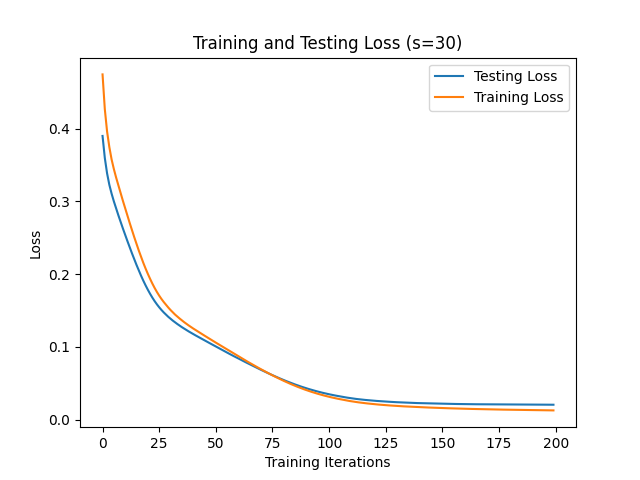 Training and Testing Loss (s=30)
Testing Loss
Training Loss
Loss
0.4
0.3
0.2
0.1
0.0
0 25 50 75 100 125 150 175 200
Training Iterations